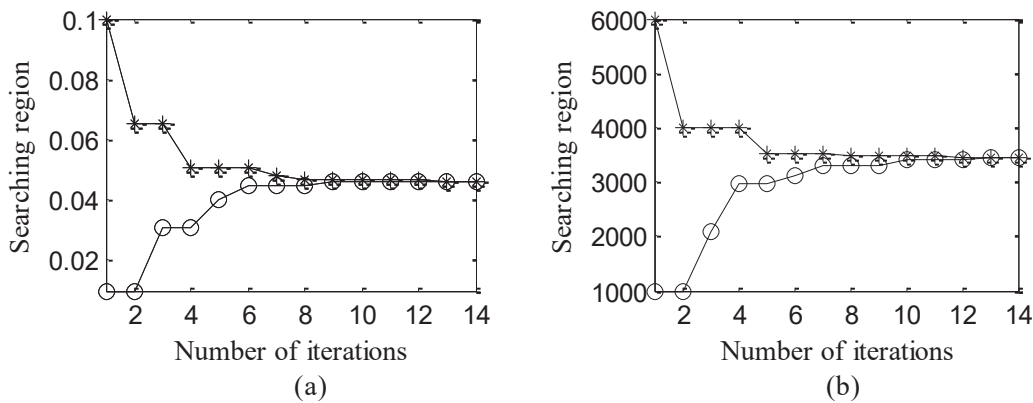 0.1
0.08
0.06
0.04
0.02
Searching region
2 4 6 8 10 12 14
Number of iterations
(a)
6000
5000
4000
3000
2000
1000
Searching region
2 4 6 8 10 12 14
Number of iterations
(b)